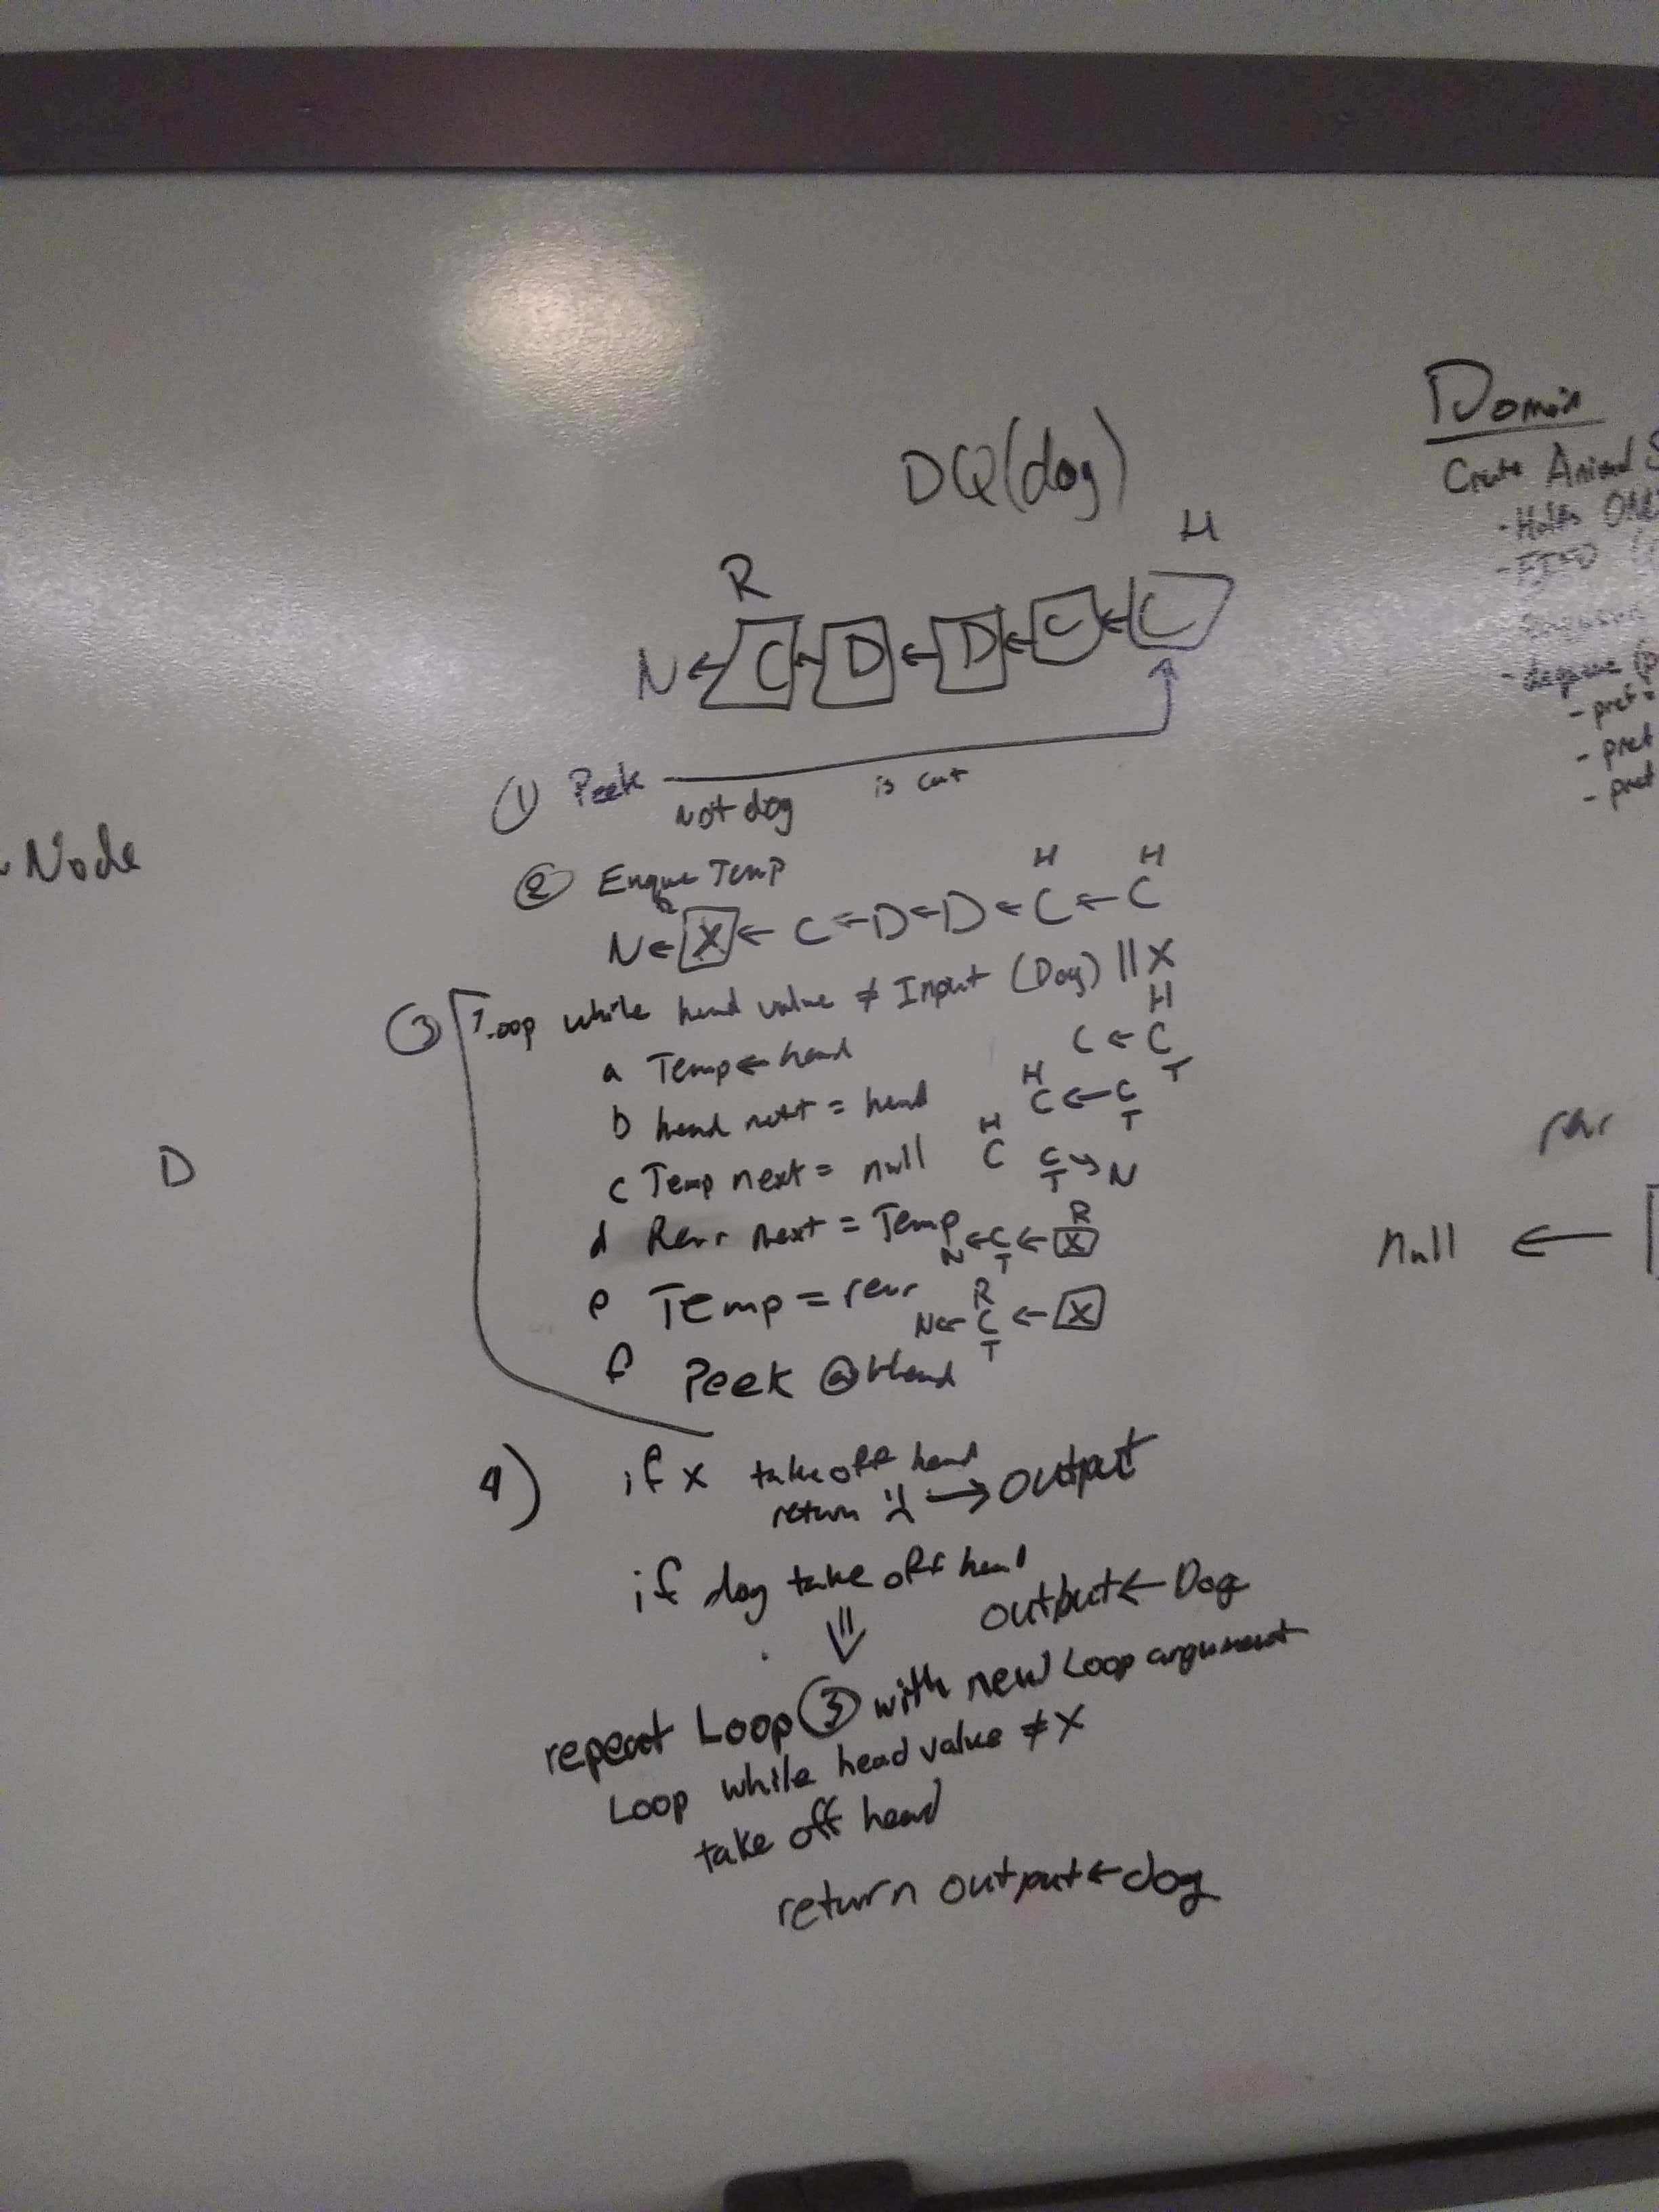 DQ(dog)
H
R
N ← C ← D ← D ← C ← C
① Peek
not dog is cat
② Enque Temp
H H
N ← X ← C ← D ← D ← C ← C
③ Loop while head value ≠ Input (Dog) || X
H
a Temp ← head C ← C
T
H
b head next = head C ← C
T
H
c Temp next = null C C → N
T
R
d Rear next = Temp N ← C ← X
T
R
e Temp = rear N ← C ← X
T
f Peek @ Head
4) if X take off head
return :( → output
if dog take off head
output ← Dog
⇓
repeat Loop ③ with new Loop argument
Loop while head value ≠ X
take off head
return output ← dog
- Node
D
Domain
Create Animal S
- Holds
- FIFO
- dequeue (p
- pref
- pref
- pref
rear
null ←